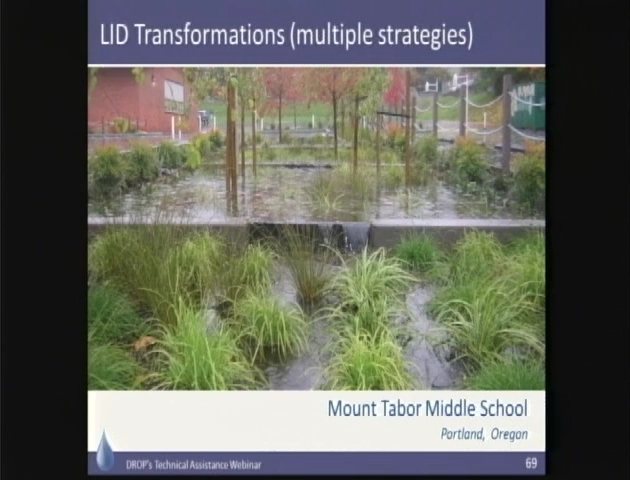 LID Transformations (multiple strategies)
Mount Tabor Middle School
Portland, Oregon
DROP's Technical Assistance Webinar
69